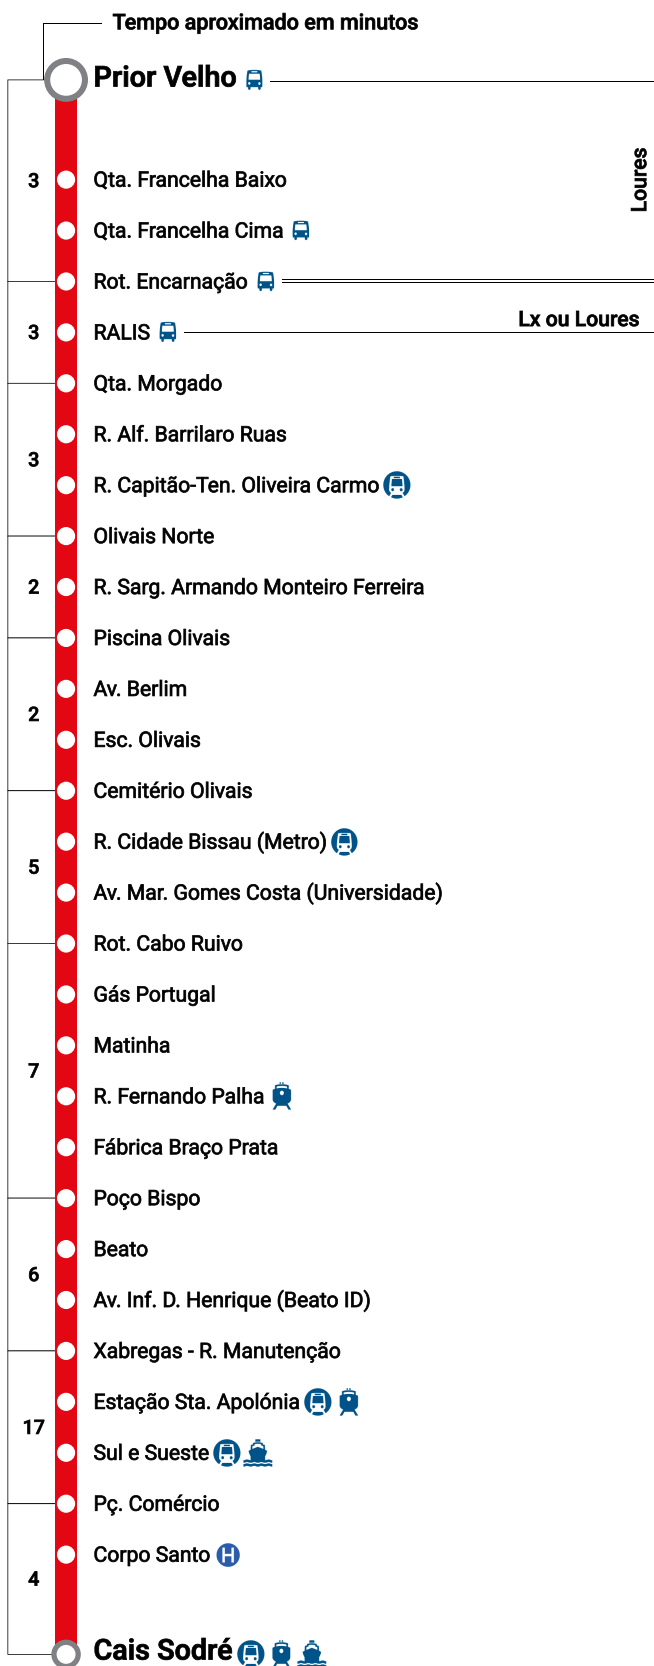 Tempo aproximado em minutos
Prior Velho
Loures
3
Qta. Francelha Baixo
Qta. Francelha Cima
Rot. Encarnação
Lx ou Loures
3
RALIS
Qta. Morgado
R. Alf. Barrilaro Ruas
3
R. Capitão-Ten. Oliveira Carmo
Olivais Norte
2
R. Sarg. Armando Monteiro Ferreira
Piscina Olivais
Av. Berlim
2
Esc. Olivais
Cemitério Olivais
R. Cidade Bissau (Metro)
5
Av. Mar. Gomes Costa (Universidade)
Rot. Cabo Ruivo
Gás Portugal
Matinha
7
R. Fernando Palha
Fábrica Braço Prata
Poço Bispo
Beato
6
Av. Inf. D. Henrique (Beato ID)
Xabregas - R. Manutenção
Estação Sta. Apolónia
17
Sul e Sueste
Pç. Comércio
Corpo Santo H
4
Cais Sodré